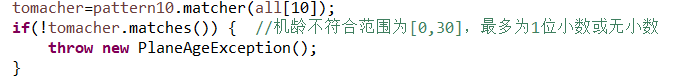 tomacher=pattern10.matcher(all[10]);
if(!tomacher.matches()) {  //机龄不符合范围为[0,30]，最多为1位小数或无小数
    throw new PlaneAgeException();
}